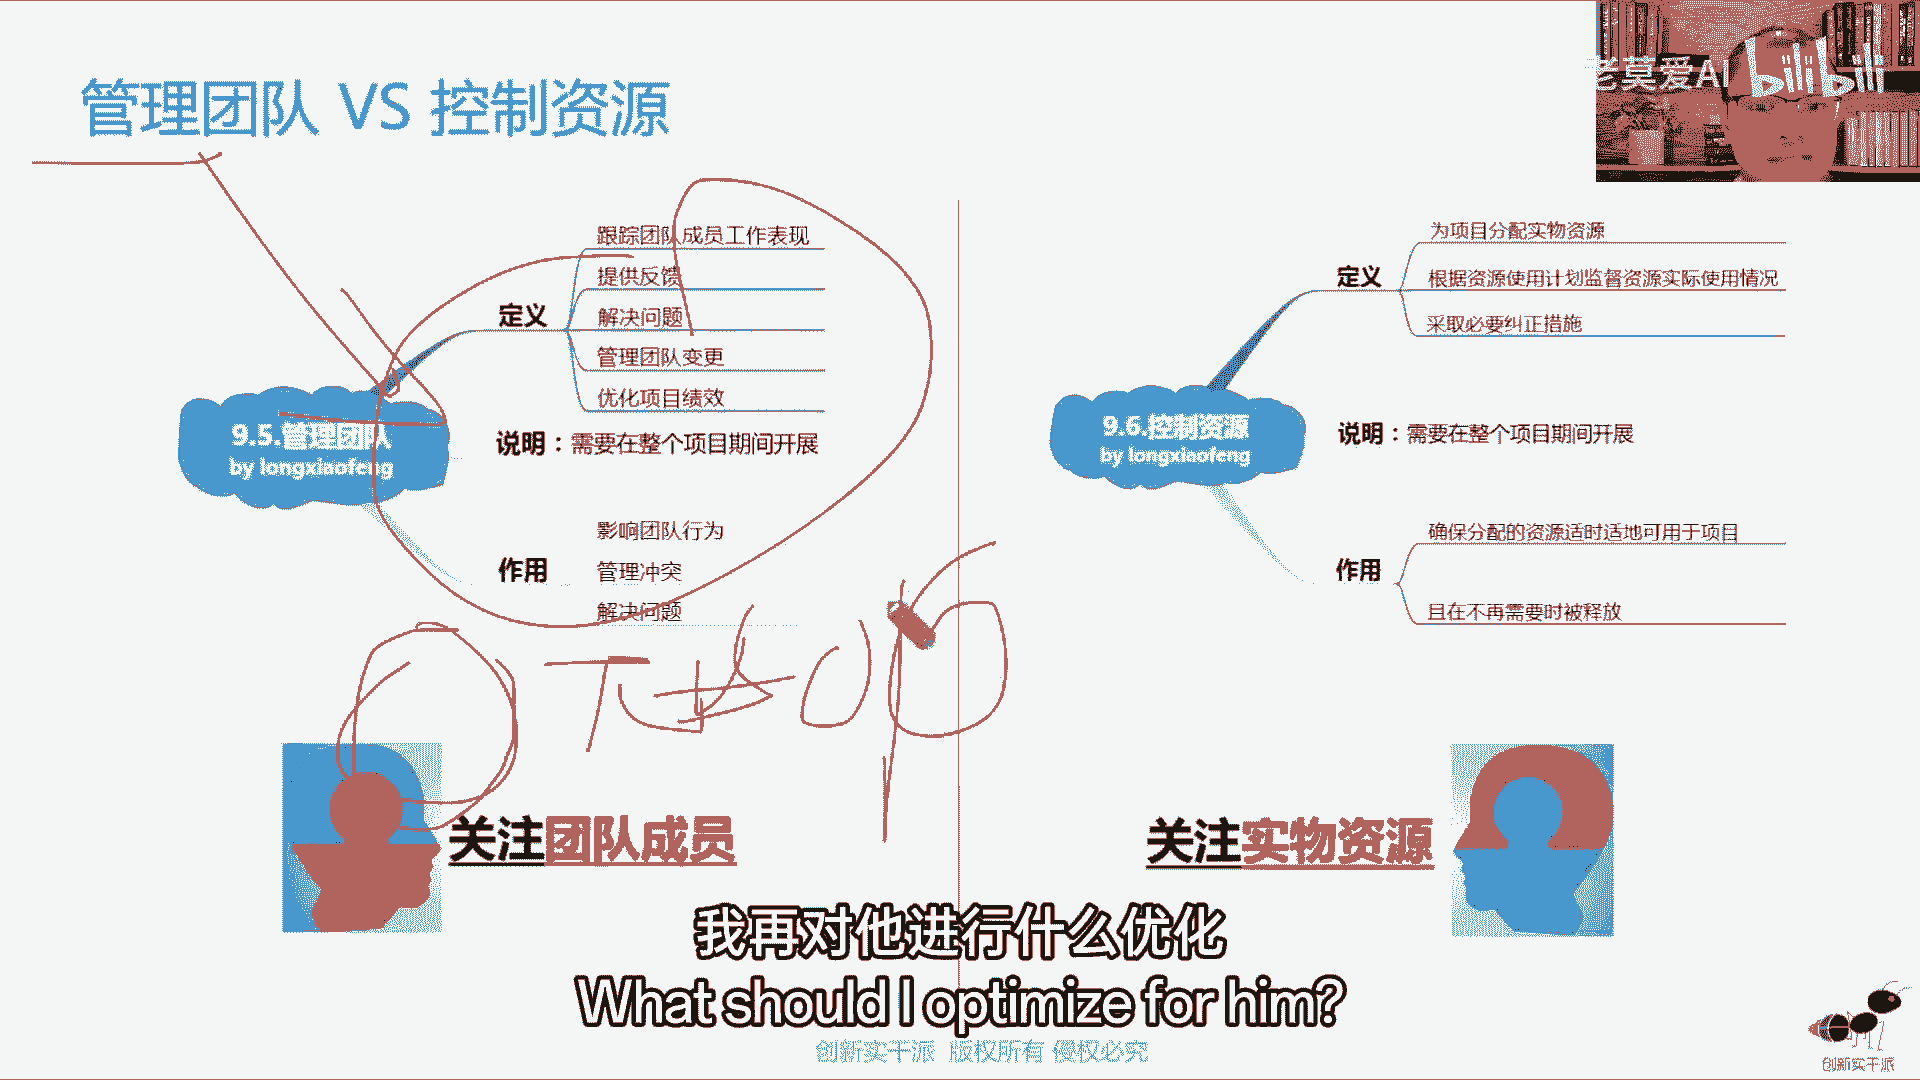 管理团队 VS 控制资源
老莫爱AI
bilibili
定义
跟踪团队成员工作表现
提供反馈
解决问题
管理团队变更
优化项目绩效
9.5.管理团队
by longxiaofeng
说明：需要在整个项目期间开展
作用
影响团队行为
管理冲突
解决问题
关注团队成员
定义
为项目分配实物资源
根据资源使用计划监督资源实际使用情况
采取必要纠正措施
9.6.控制资源
by longxiaofeng
说明：需要在整个项目期间开展
作用
确保分配的资源适时适地可用于项目
且在不再需要时被释放
关注实物资源
我再对他进行什么优化
What should I optimize for him?
创新实干派 版权所有 侵权必究
创新实干派